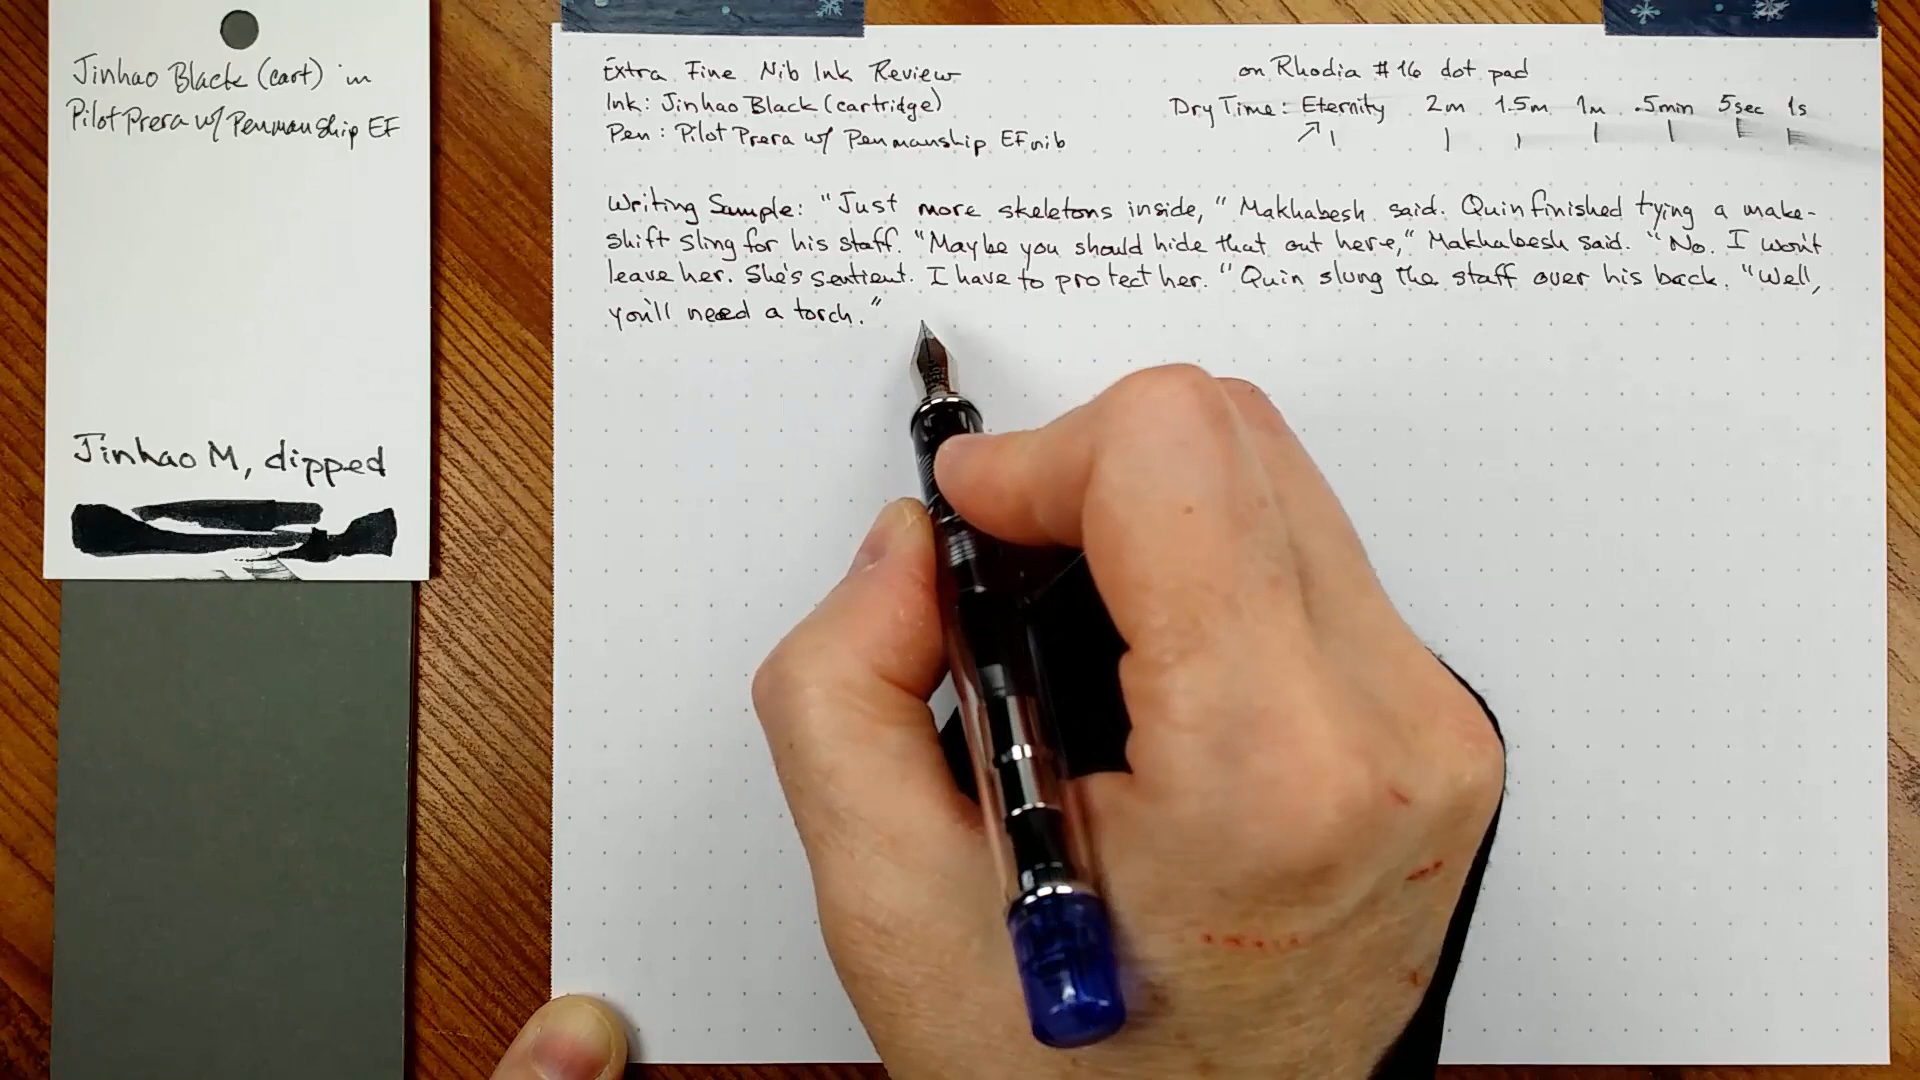 Jinhao Black (cart) in
Pilot Prera w/ Penmanship EF
Jinhao M, dipped
Extra Fine Nib Ink Review
Ink: Jinhao Black (cartridge)
Pen: Pilot Prera w/ Penmanship EF nib
on Rhodia #16 dot pad
Dry Time: Eternity 2m 1.5m 1m .5min 5sec 1s
Writing Sample: "Just more skeletons inside," Makhabesh said. Quin finished tying a make-
shift sling for his staff. "Maybe you should hide that out here," Makhabesh said. "No. I won't
leave her. She's sentient. I have to protect her." Quin slung the staff over his back. "Well,
you'll need a torch."